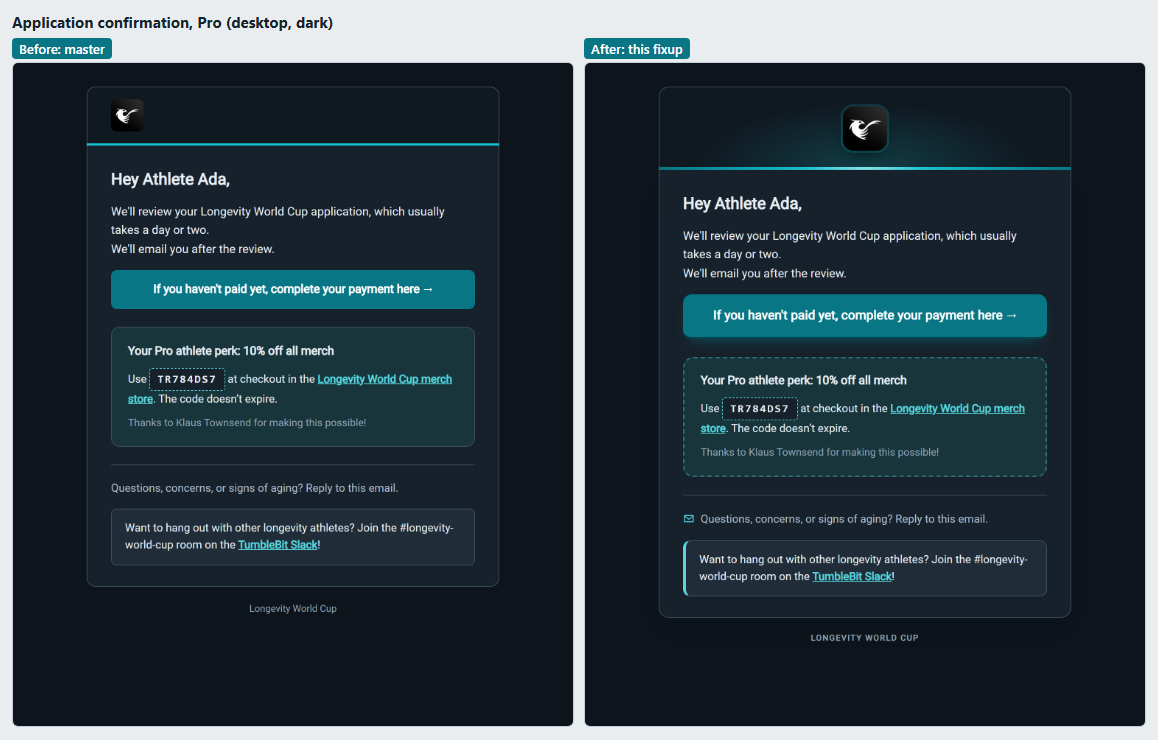 Application confirmation, Pro (desktop, dark)
Before: master
Hey Athlete Ada,
We'll review your Longevity World Cup application, which usually
takes a day or two.
We'll email you after the review.
If you haven't paid yet, complete your payment here →
Your Pro athlete perk: 10% off all merch
Use TR784DS7 at checkout in the Longevity World Cup merch
store. The code doesn't expire.
Thanks to Klaus Townsend for making this possible!
Questions, concerns, or signs of aging? Reply to this email.
Want to hang out with other longevity athletes? Join the #longevity-
world-cup room on the TumbleBit Slack!
Longevity World Cup
After: this fixup
Hey Athlete Ada,
We'll review your Longevity World Cup application, which usually
takes a day or two.
We'll email you after the review.
If you haven't paid yet, complete your payment here →
Your Pro athlete perk: 10% off all merch
Use TR784DS7 at checkout in the Longevity World Cup merch
store. The code doesn't expire.
Thanks to Klaus Townsend for making this possible!
Questions, concerns, or signs of aging? Reply to this email.
Want to hang out with other longevity athletes? Join the #longevity-
world-cup room on the TumbleBit Slack!
LONGEVITY WORLD CUP